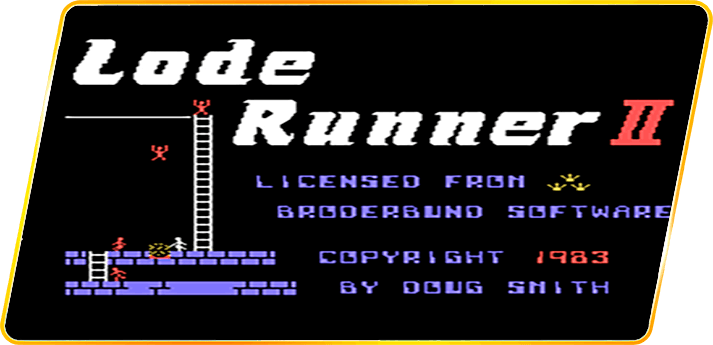 Lode
Runner II
LICENSED FROM
BRODERBUND SOFTWARE
COPYRIGHT 1983
BY DOUG SMITH